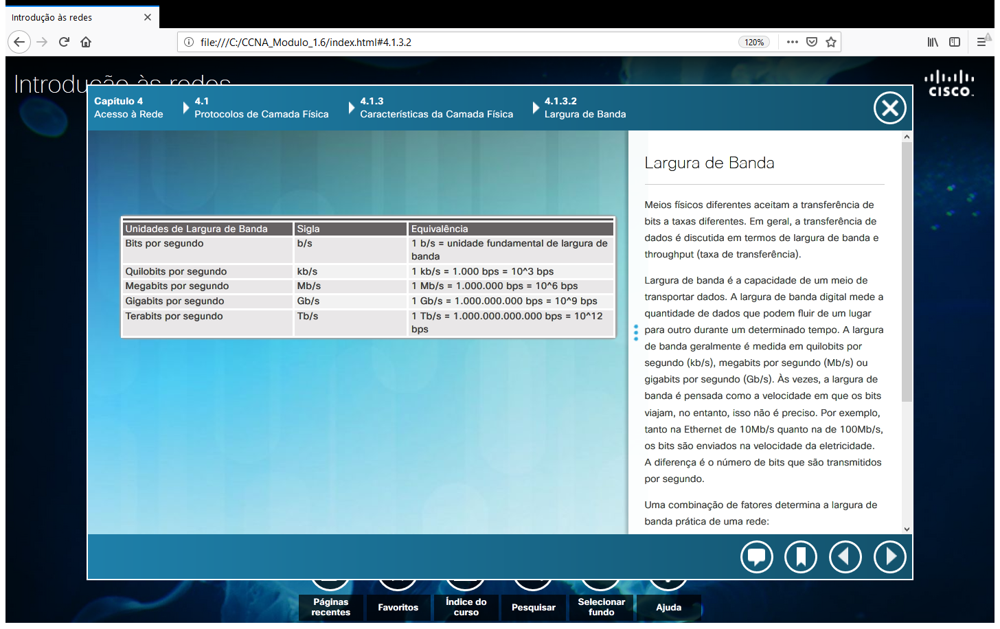 Introdução às redes
file:///C:/CCNA_Modulo_1.6/index.html#4.1.3.2
120%
Introdução às redes
CISCO
Capítulo 4
Acesso à Rede
4.1
Protocolos de Camada Física
4.1.3
Características da Camada Física
4.1.3.2
Largura de Banda
Unidades de Largura de Banda Sigla Equivalência
Bits por segundo b/s 1 b/s = unidade fundamental de largura de
banda
Quilobits por segundo kb/s 1 kb/s = 1.000 bps = 10^3 bps
Megabits por segundo Mb/s 1 Mb/s = 1.000.000 bps = 10^6 bps
Gigabits por segundo Gb/s 1 Gb/s = 1.000.000.000 bps = 10^9 bps
Terabits por segundo Tb/s 1 Tb/s = 1.000.000.000.000 bps = 10^12
bps
Largura de Banda
Meios físicos diferentes aceitam a transferência de
bits a taxas diferentes. Em geral, a transferência de
dados é discutida em termos de largura de banda e
throughput (taxa de transferência).
Largura de banda é a capacidade de um meio de
transportar dados. A largura de banda digital mede a
quantidade de dados que podem fluir de um lugar
para outro durante um determinado tempo. A largura
de banda geralmente é medida em quilobits por
segundo (kb/s), megabits por segundo (Mb/s) ou
gigabits por segundo (Gb/s). Às vezes, a largura de
banda é pensada como a velocidade em que os bits
viajam, no entanto, isso não é preciso. Por exemplo,
tanto na Ethernet de 10Mb/s quanto na de 100Mb/s,
os bits são enviados na velocidade da eletricidade.
A diferença é o número de bits que são transmitidos
por segundo.
Uma combinação de fatores determina a largura de
banda prática de uma rede:
Páginas
recentes
Favoritos
Índice do
curso
Pesquisar
Selecionar
fundo
Ajuda